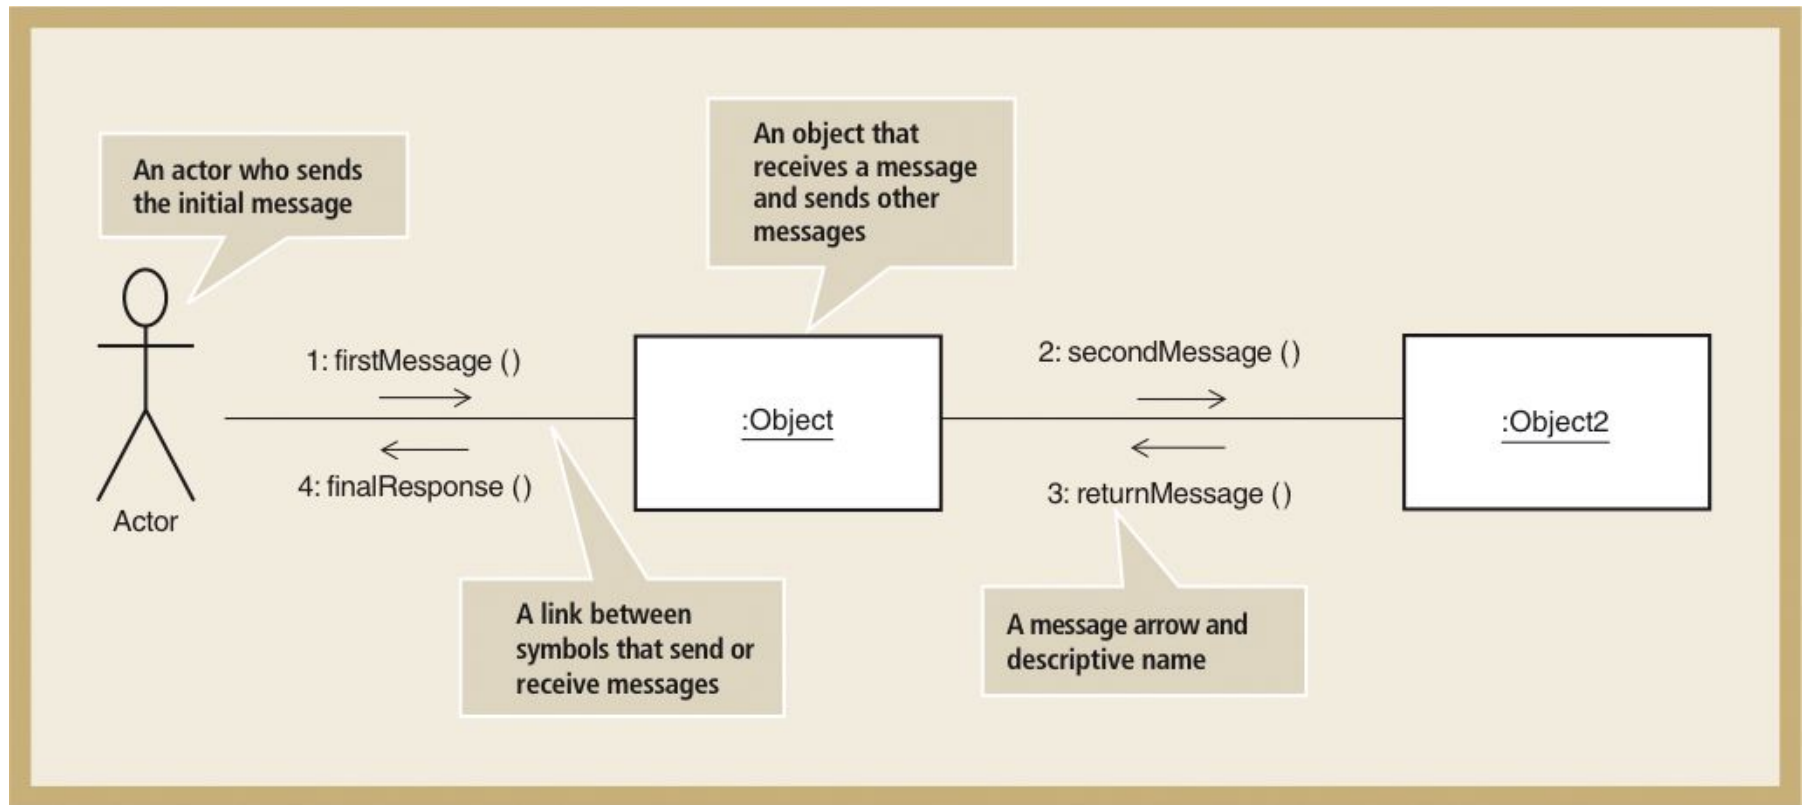 An actor who sends
the initial message
An object that
receives a message
and sends other
messages
1: firstMessage ()
2: secondMessage ()
:Object
:Object2
4: finalResponse ()
3: returnMessage ()
Actor
A link between
symbols that send or
receive messages
A message arrow and
descriptive name